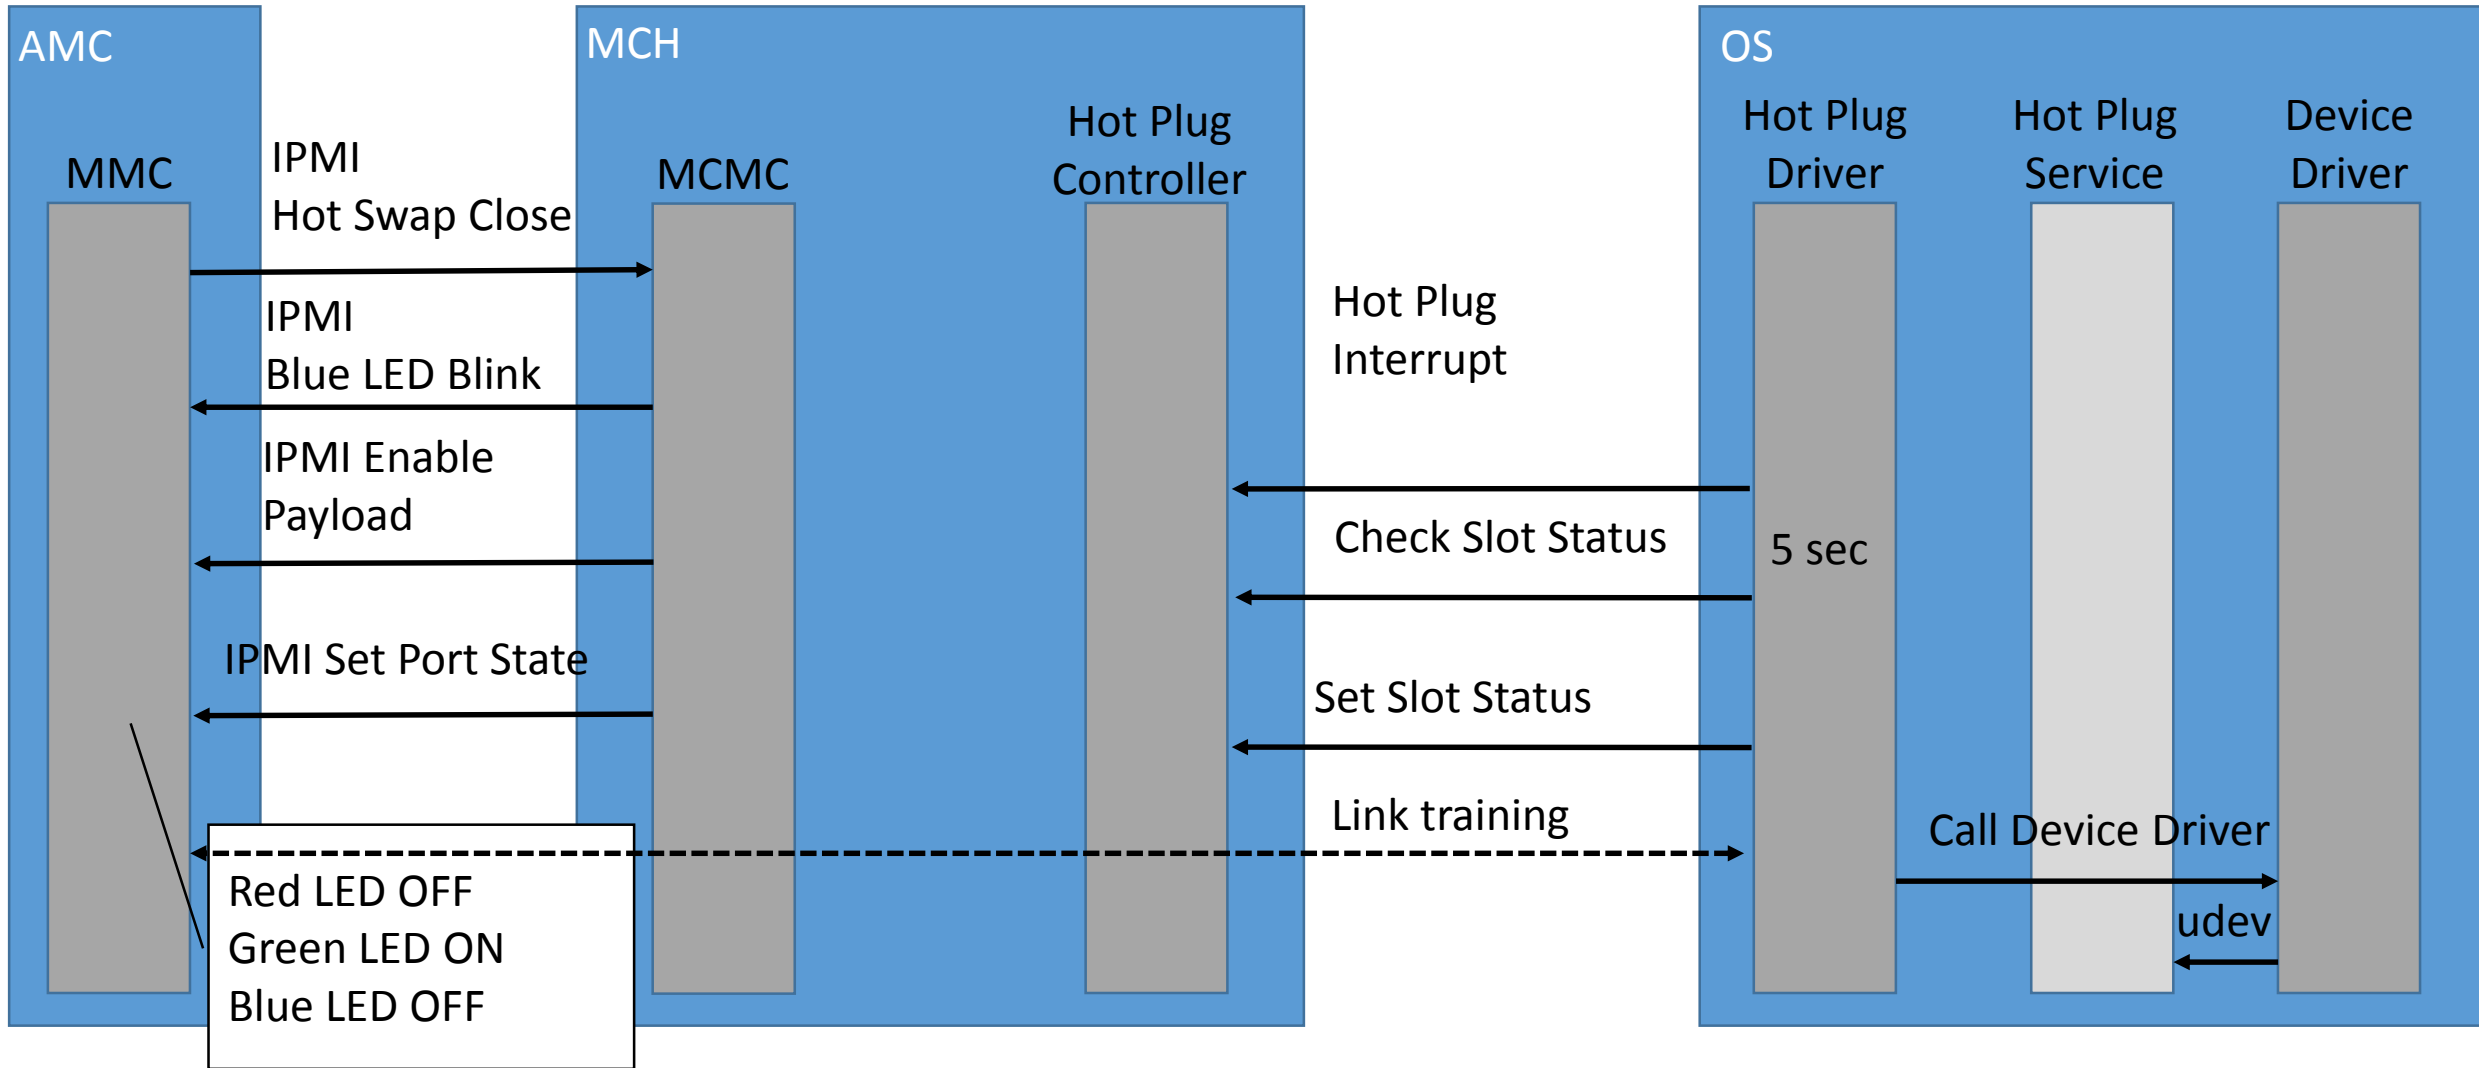 AMC
MCH
OS
MMC
IPMI
Hot Swap Close
MCMC
Hot Plug
Controller
Hot Plug
Driver
Hot Plug
Service
Device
Driver
IPMI
Blue LED Blink
Hot Plug
Interrupt
IPMI Enable
Payload
Check Slot Status
5 sec
IPMI Set Port State
Set Slot Status
Link training
Call Device Driver
udev
Red LED OFF
Green LED ON
Blue LED OFF